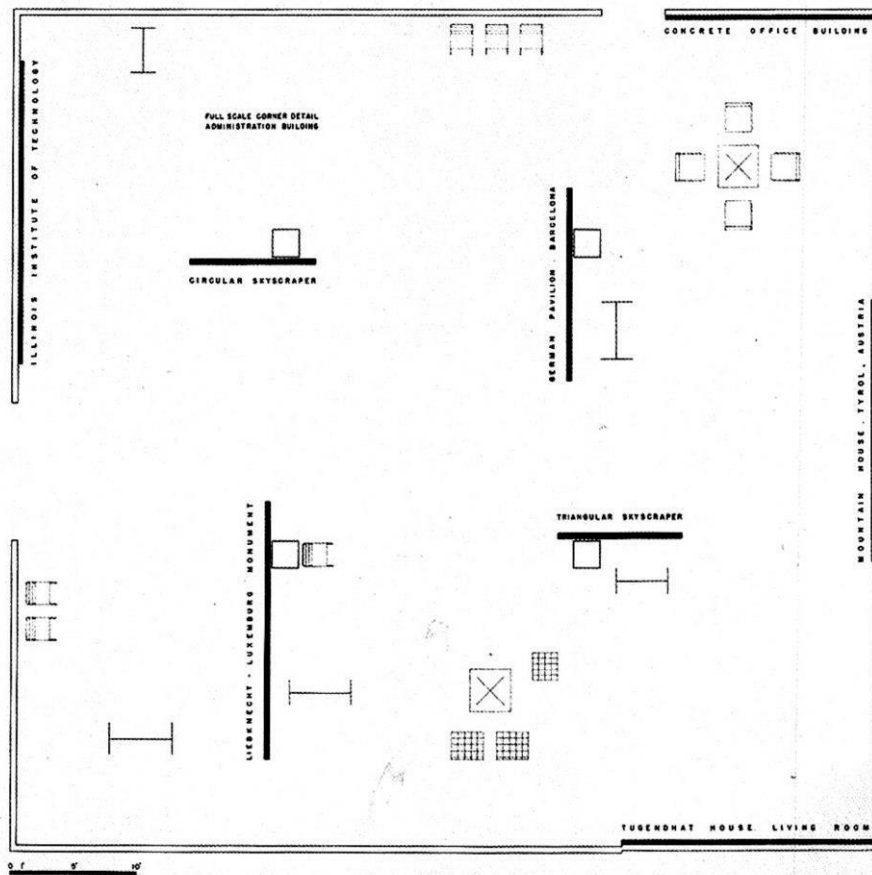 CONCRETE OFFICE BUILDING
ILLINOIS INSTITUTE OF TECHNOLOGY
FULL SCALE CORNER DETAIL
ADMINISTRATION BUILDING
GERMAN PAVILION BARCELONA
CIRCULAR SKYSCRAPER
MOUNTAIN HOUSE, TYROL, AUSTRIA
LIEBKNECHT - LUXEMBURG MONUMENT
TRIANGULAR SKYSCRAPER
TUGENDHAT HOUSE LIVING ROOM
0 1' 5' 10'